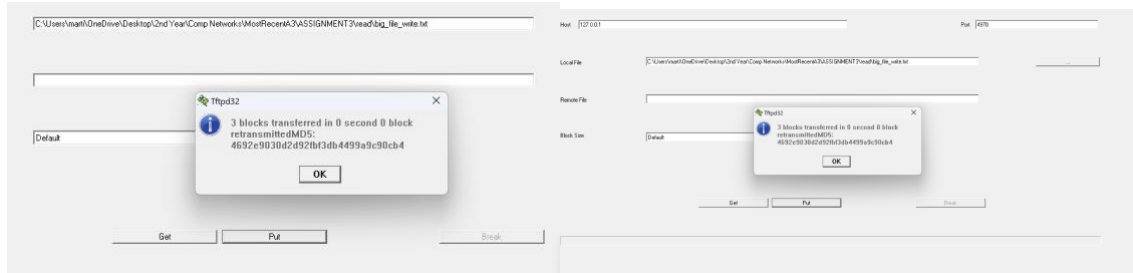 C:\Users\marti\OneDrive\Desktop\2nd Year\Comp Networks\MostRecentA3\ASSIGNMENT3\read\big_file_write.txt
Default
Tftpd32
3 blocks transferred in 0 second 0 block
retransmittedMD5:
4692e9030d2d92fbf3db4499a9c90cb4
OK
Get Put Break
Host 127.0.0.1 Port 4970
Local File C:\Users\marti\OneDrive\Desktop\2nd Year\Comp Networks\MostRecentA3\ASSIGNMENT3\read\big_file_write.txt ...
Remote File
Block Size Default
Tftpd32
3 blocks transferred in 0 second 0 block
retransmittedMD5:
4692e9030d2d92fbf3db4499a9c90cb4
OK
Get Put Break